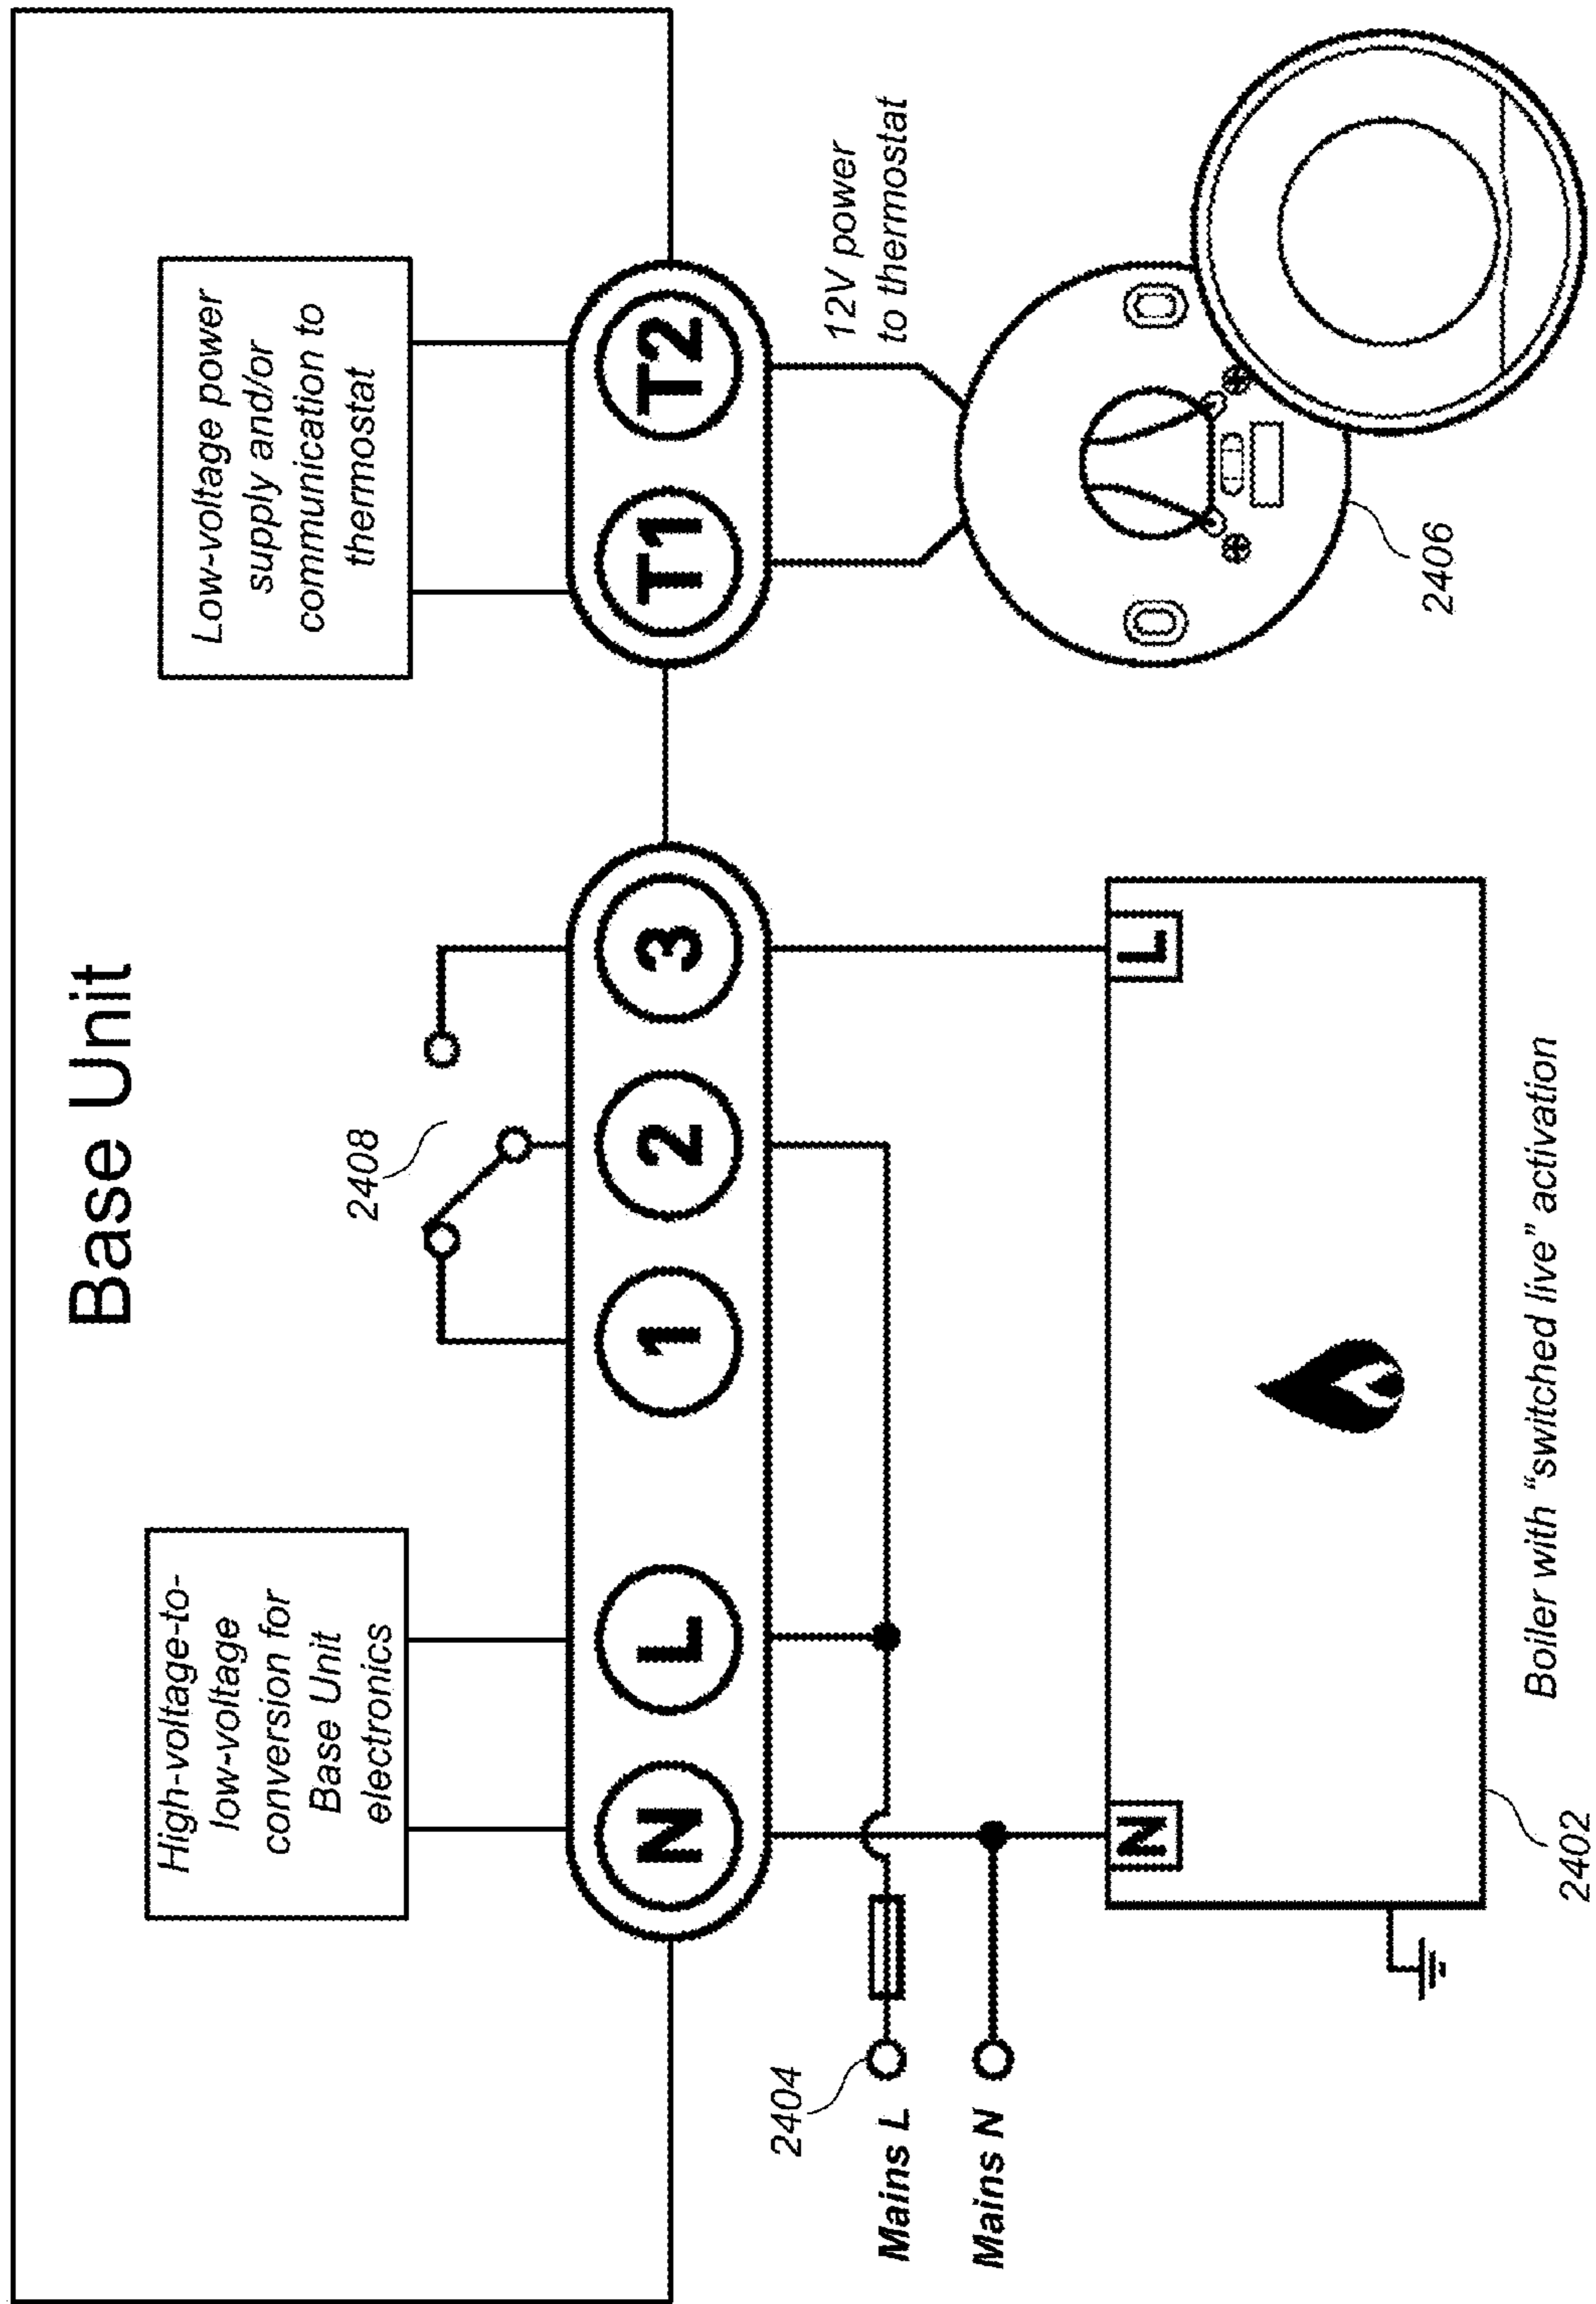 Base Unit
High-voltage-to-
low-voltage
conversion for
Base Unit
electronics
2408
Low-voltage power
supply and/or
communication to
thermostat
N L 1 2 3 T1 T2
2404
Mains L
Mains N
12V power
to thermostat
N L
2406
2402
Boiler with “switched live” activation